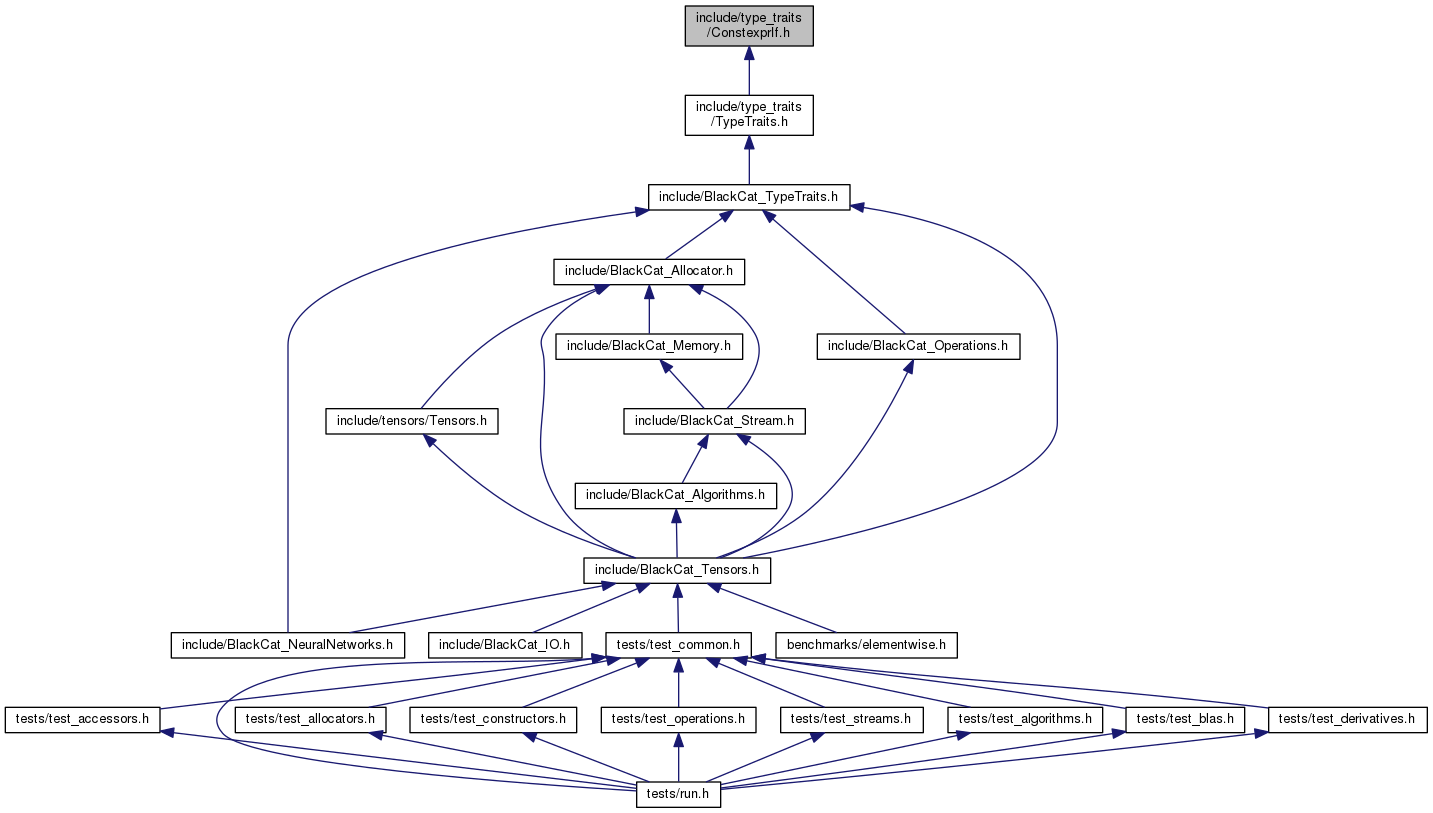 include/type_traits
/ConstexprIf.h
include/type_traits
/TypeTraits.h
include/BlackCat_TypeTraits.h
include/BlackCat_Allocator.h
include/BlackCat_Memory.h
include/BlackCat_Operations.h
include/tensors/Tensors.h
include/BlackCat_Stream.h
include/BlackCat_Algorithms.h
include/BlackCat_Tensors.h
include/BlackCat_NeuralNetworks.h
include/BlackCat_IO.h
tests/test_common.h
benchmarks/elementwise.h
tests/test_accessors.h
tests/test_allocators.h
tests/test_constructors.h
tests/test_operations.h
tests/test_streams.h
tests/test_algorithms.h
tests/test_blas.h
tests/test_derivatives.h
tests/run.h